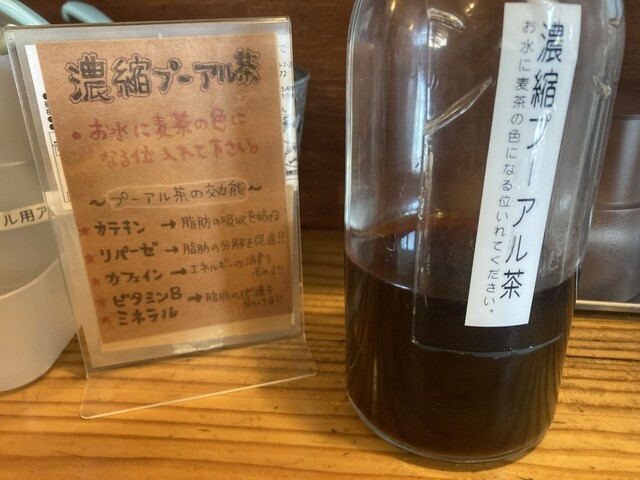 濃縮プーアル茶
• お水に麦茶の色に
なる位入れて下さい
~プーアル茶の効能~
★カテキン→脂肪の吸収を
★リパーゼ→脂肪の分解を促進!!
★カフェイン→エネルギーの消費を
高める!!
★ビタミンB
ミネラル→脂肪の代謝を
濃縮プーアル茶
お水に麦茶の色になる位いれてください。
ル用ア